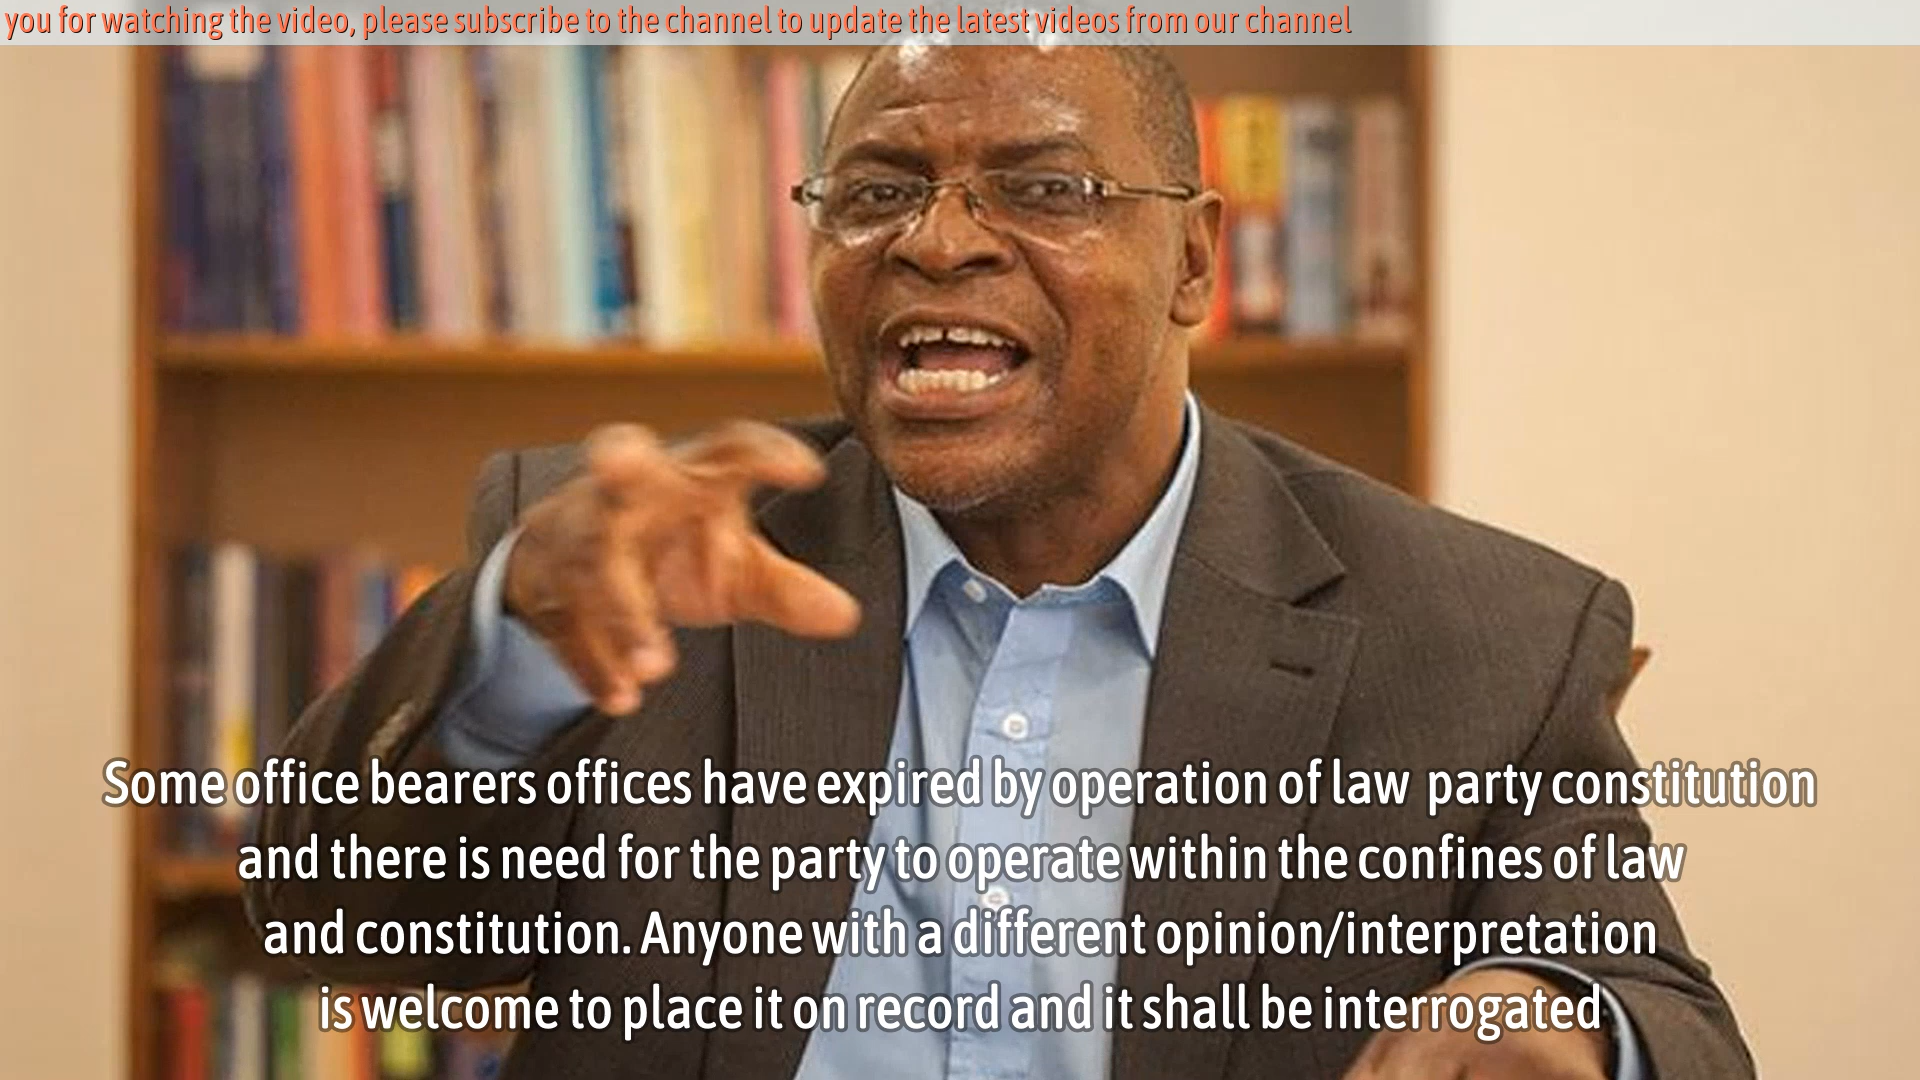 you for watching the video, please subscribe to the channel to update the latest videos from our channel
Some office bearers offices have expired by operation of law  party constitution
and there is need for the party to operate within the confines of law
and constitution. Anyone with a different opinion/interpretation
is welcome to place it on record and it shall be interrogated